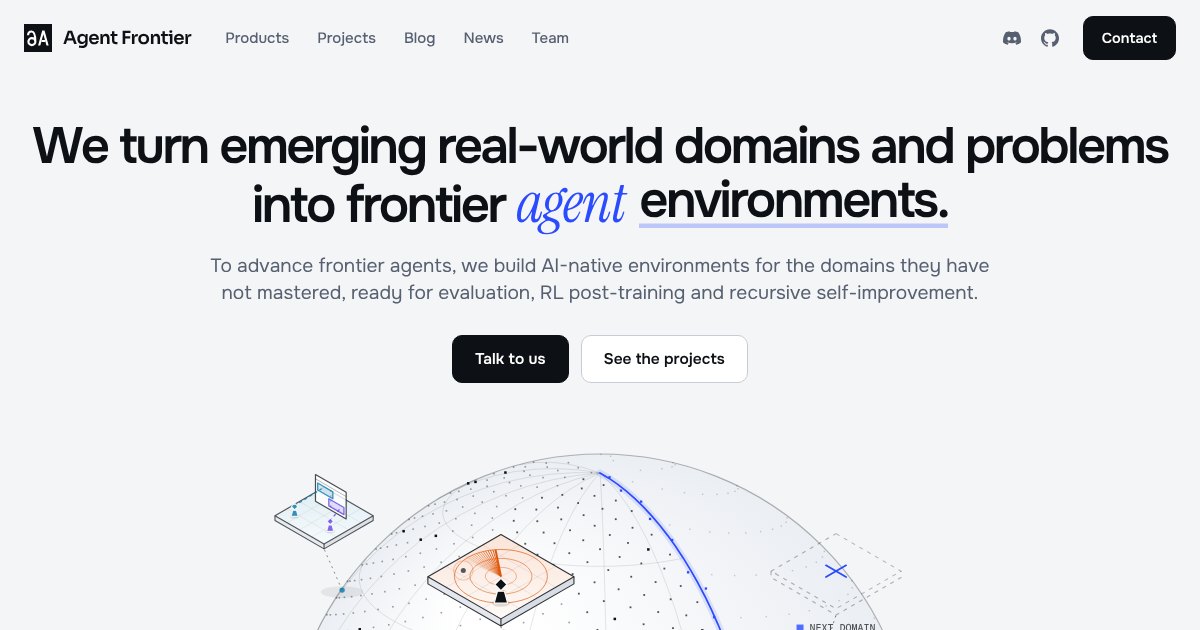 ƏA Agent Frontier Products Projects Blog News Team Contact
We turn emerging real-world domains and problems
into frontier agent environments.
To advance frontier agents, we build AI-native environments for the domains they have
not mastered, ready for evaluation, RL post-training and recursive self-improvement.
Talk to us See the projects
NEXT DOMAIN